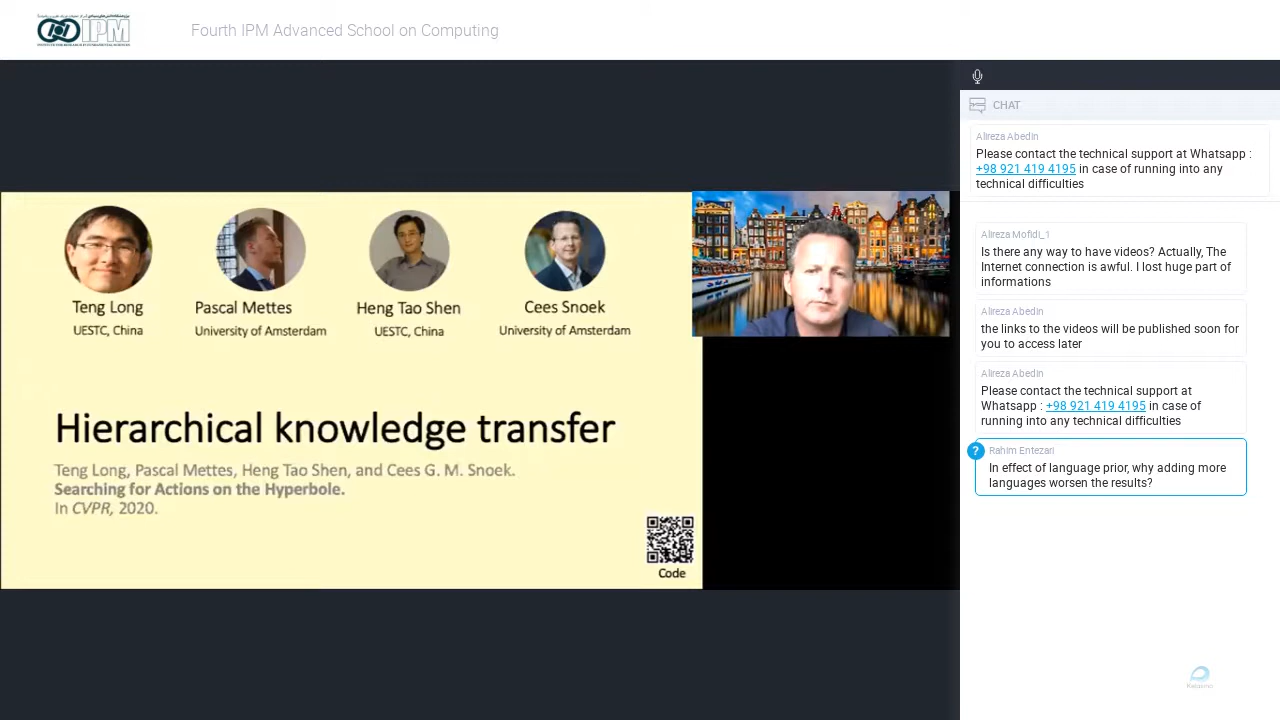 IPM
Fourth IPM Advanced School on Computing
CHAT
Alireza Abedin
Please contact the technical support at Whatsapp :
+98 921 419 4195 in case of running into any
technical difficulties
Alireza Mofidi_1
Is there any way to have videos? Actually, The
Internet connection is awful. I lost huge part of
informations
Alireza Abedin
the links to the videos will be published soon for
you to access later
Alireza Abedin
Please contact the technical support at
Whatsapp : +98 921 419 4195 in case of
running into any technical difficulties
?
Rahim Entezari
In effect of language prior, why adding more
languages worsen the results?
Teng Long
UESTC, China
Pascal Mettes
University of Amsterdam
Heng Tao Shen
UESTC, China
Cees Snoek
University of Amsterdam
Hierarchical knowledge transfer
Teng Long, Pascal Mettes, Heng Tao Shen, and Cees G. M. Snoek.
Searching for Actions on the Hyperbole.
In CVPR, 2020.
Code